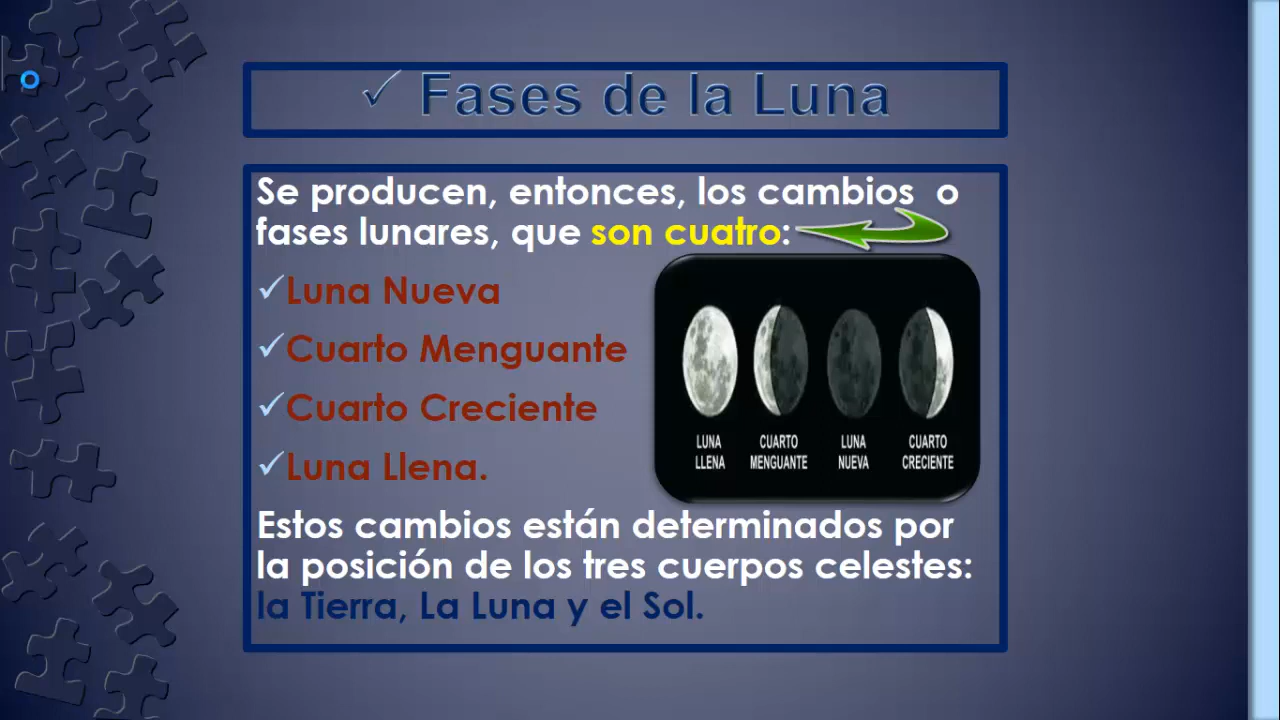 ✓ Fases de la Luna
Se producen, entonces, los cambios o
fases lunares, que son cuatro:
✓Luna Nueva
✓Cuarto Menguante
✓Cuarto Creciente
✓Luna Llena.
LUNA
LLENA
CUARTO
MENGUANTE
LUNA
NUEVA
CUARTO
CRECIENTE
Estos cambios están determinados por
la posición de los tres cuerpos celestes:
la Tierra, La Luna y el Sol.